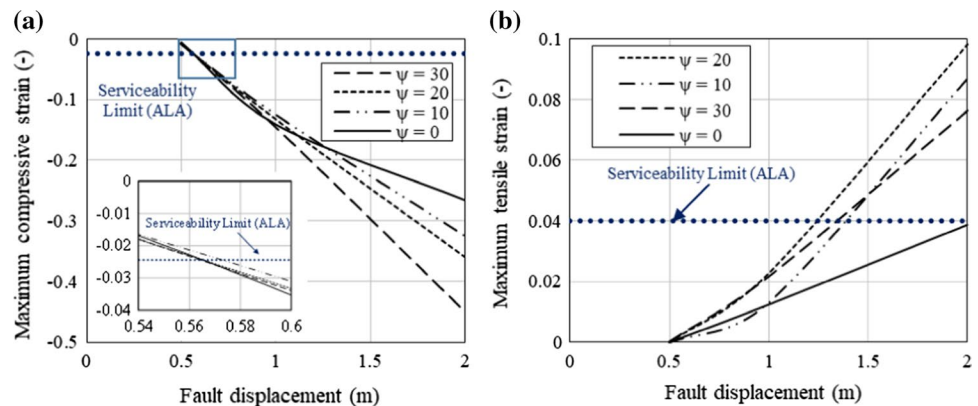 (a)
Maximum compressive strain (-)
0
-0.1
-0.2
-0.3
-0.4
-0.5
Serviceability
Limit (ALA)
ψ = 30
ψ = 20
ψ = 10
ψ = 0
0
-0.01
-0.02
-0.03
-0.04
Serviceability Limit (ALA)
0.54 0.56 0.58 0.6
0 0.5 1 1.5 2
Fault displacement (m)
(b)
Maximum tensile strain (-)
0.1
0.08
0.06
0.04
0.02
0
ψ = 20
ψ = 10
ψ = 30
ψ = 0
Serviceability Limit (ALA)
0 0.5 1 1.5 2
Fault displacement (m)